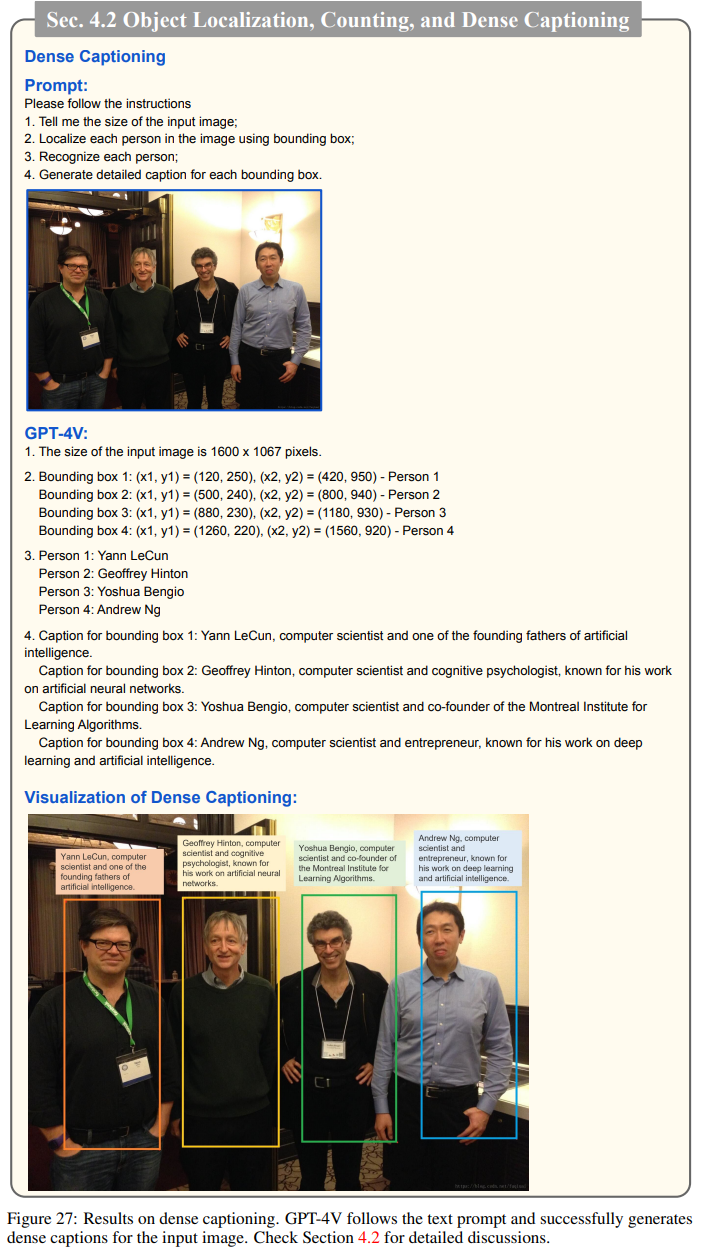 Sec. 4.2 Object Localization, Counting, and Dense Captioning
Dense Captioning
Prompt:
Please follow the instructions
1. Tell me the size of the input image;
2. Localize each person in the image using bounding box;
3. Recognize each person;
4. Generate detailed caption for each bounding box.
GPT-4V:
1. The size of the input image is 1600 x 1067 pixels.
2. Bounding box 1: (x1, y1) = (120, 250), (x2, y2) = (420, 950) - Person 1
Bounding box 2: (x1, y1) = (500, 240), (x2, y2) = (800, 940) - Person 2
Bounding box 3: (x1, y1) = (880, 230), (x2, y2) = (1180, 930) - Person 3
Bounding box 4: (x1, y1) = (1260, 220), (x2, y2) = (1560, 920) - Person 4
3. Person 1: Yann LeCun
Person 2: Geoffrey Hinton
Person 3: Yoshua Bengio
Person 4: Andrew Ng
4. Caption for bounding box 1: Yann LeCun, computer scientist and one of the founding fathers of artificial
intelligence.
Caption for bounding box 2: Geoffrey Hinton, computer scientist and cognitive psychologist, known for his work
on artificial neural networks.
Caption for bounding box 3: Yoshua Bengio, computer scientist and co-founder of the Montreal Institute for
Learning Algorithms.
Caption for bounding box 4: Andrew Ng, computer scientist and entrepreneur, known for his work on deep
learning and artificial intelligence.
Visualization of Dense Captioning:
Yann LeCun, computer
scientist and one of the
founding fathers of
artificial intelligence.
Geoffrey Hinton, computer
scientist and cognitive
psychologist, known for
his work on artificial neural
networks.
Yoshua Bengio, computer
scientist and co-founder of
the Montreal Institute for
Learning Algorithms.
Andrew Ng, computer
scientist and
entrepreneur, known for
his work on deep learning
and artificial intelligence.
Figure 27: Results on dense captioning. GPT-4V follows the text prompt and successfully generates
dense captions for the input image. Check Section 4.2 for detailed discussions.